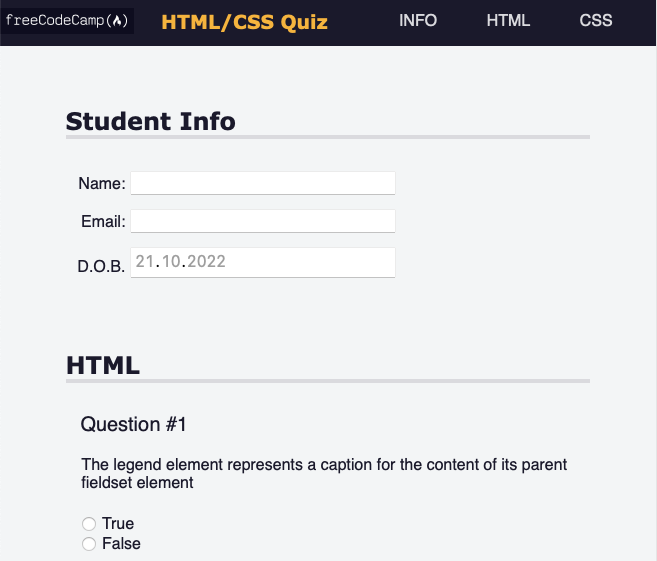 freeCodeCamp(🔥)
HTML/CSS Quiz
INFO
HTML
CSS
Student Info
Name:
Email:
D.O.B.
21.10.2022
HTML
Question #1
The legend element represents a caption for the content of its parent
fieldset element
True
False